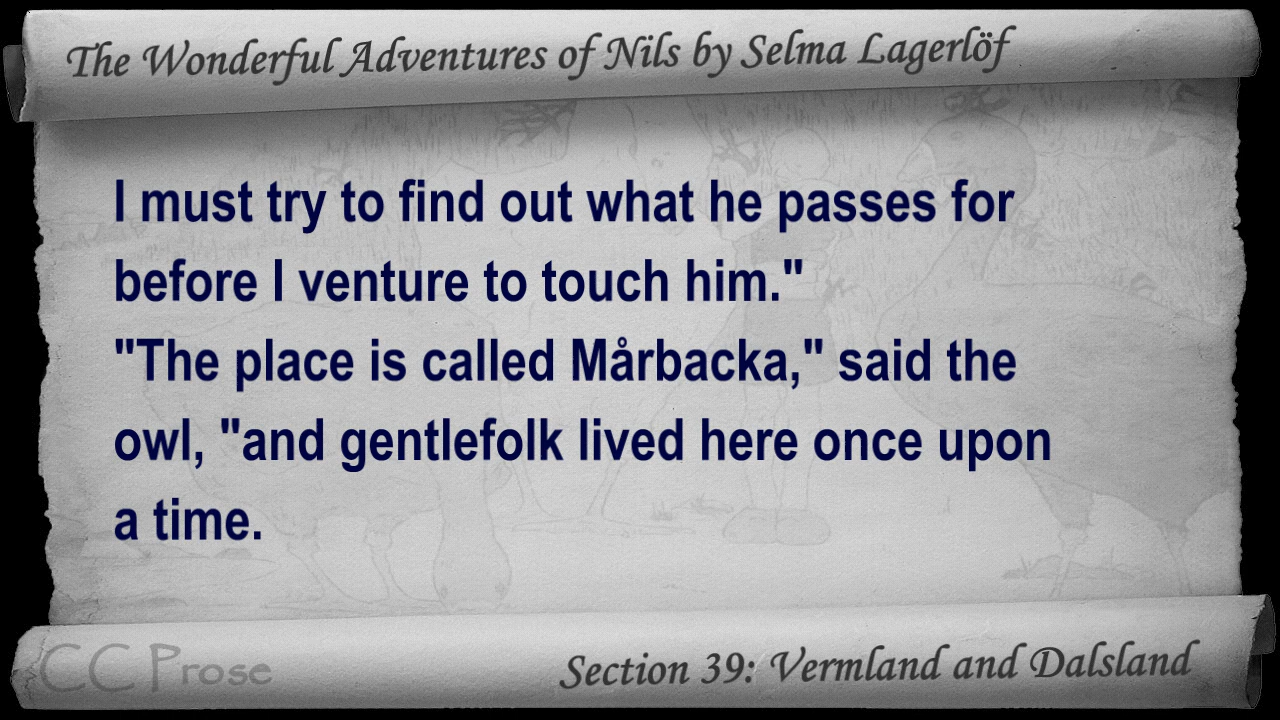 The Wonderful Adventures of Nils by Selma Lagerlöf
I must try to find out what he passes for
before I venture to touch him."
"The place is called Mårbacka," said the
owl, "and gentlefolk lived here once upon
a time.
CC Prose
Section 39: Vermland and Dalsland